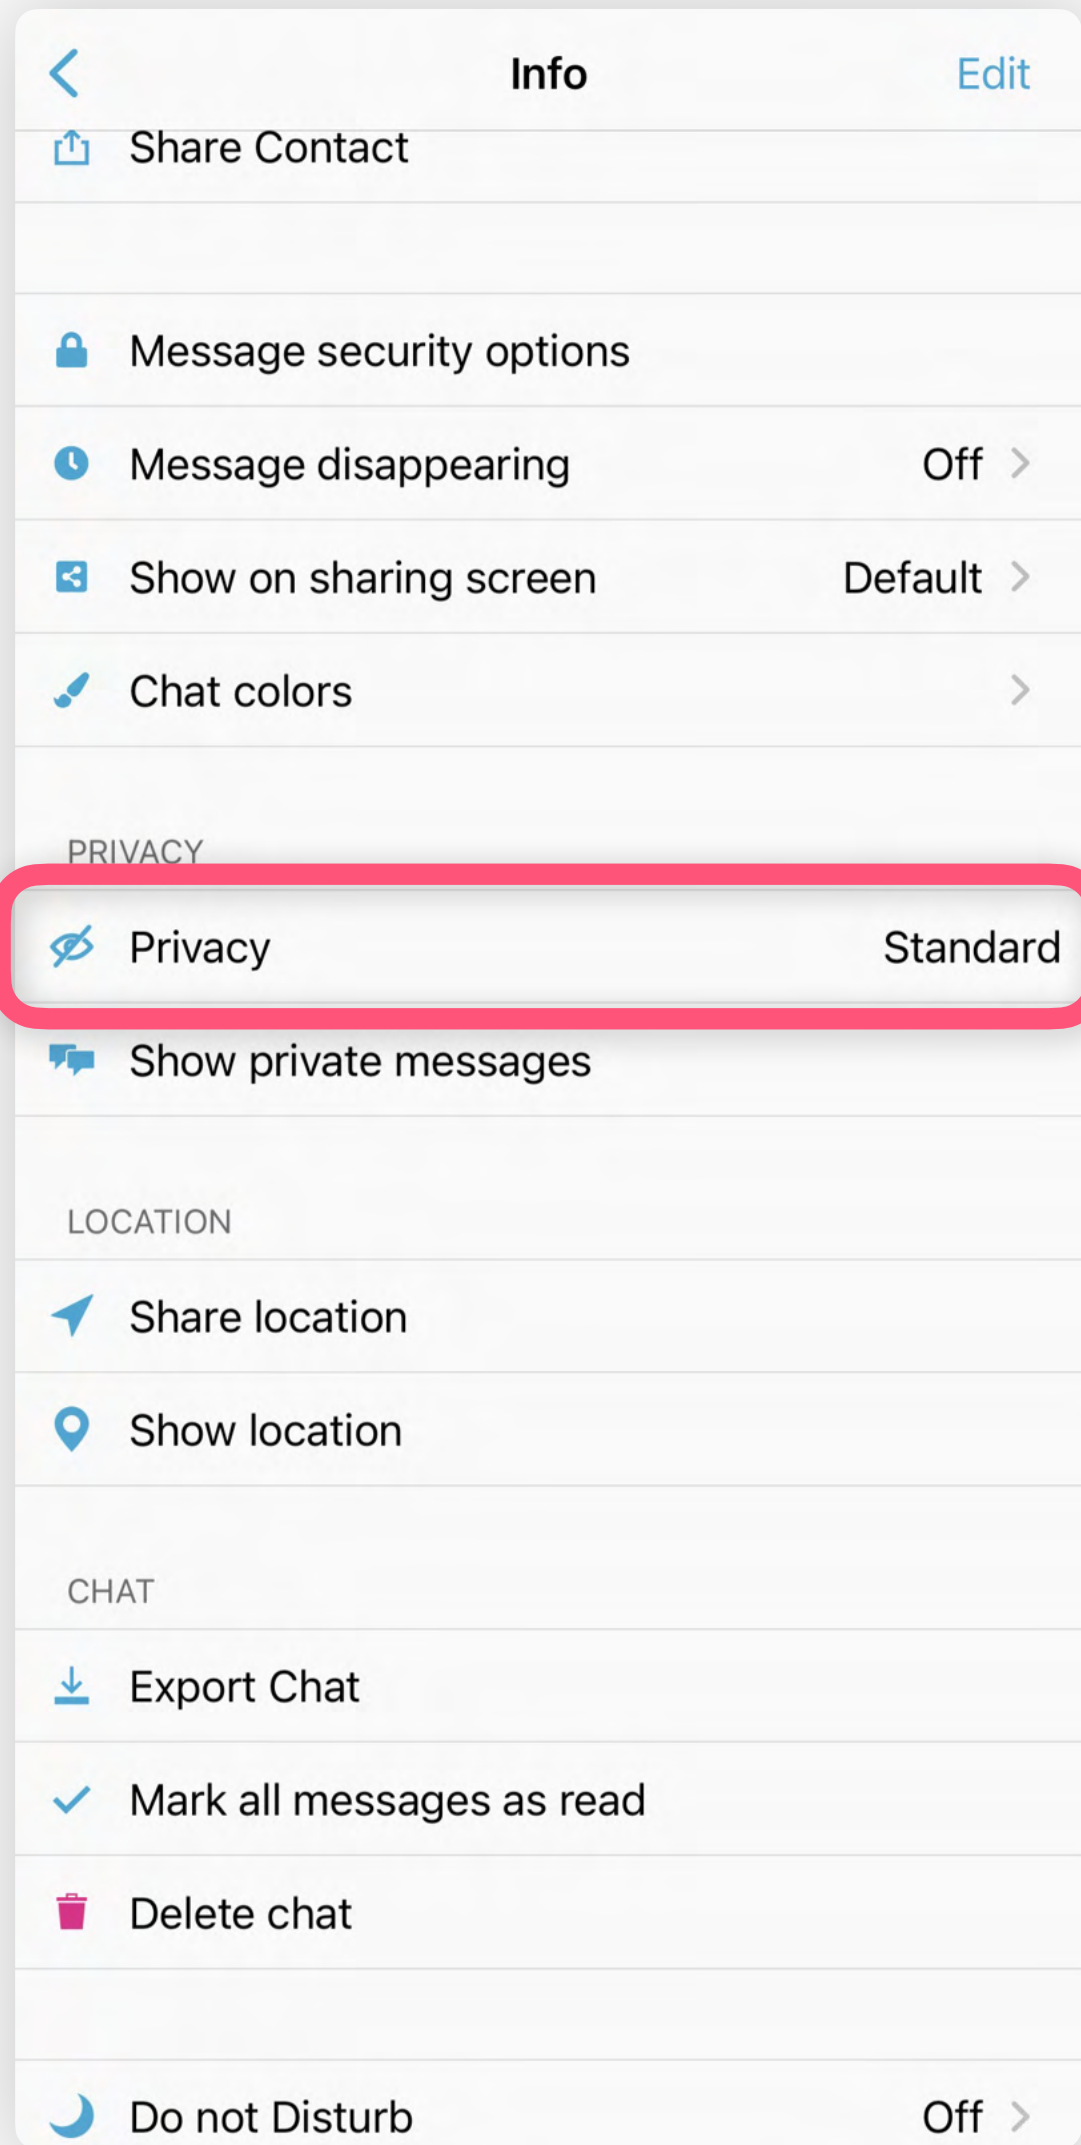 Info
Edit
Share Contact
Message security options
Message disappearing Off
Show on sharing screen Default
Chat colors
PRIVACY
Privacy Standard
Show private messages
LOCATION
Share location
Show location
CHAT
Export Chat
Mark all messages as read
Delete chat
Do not Disturb Off